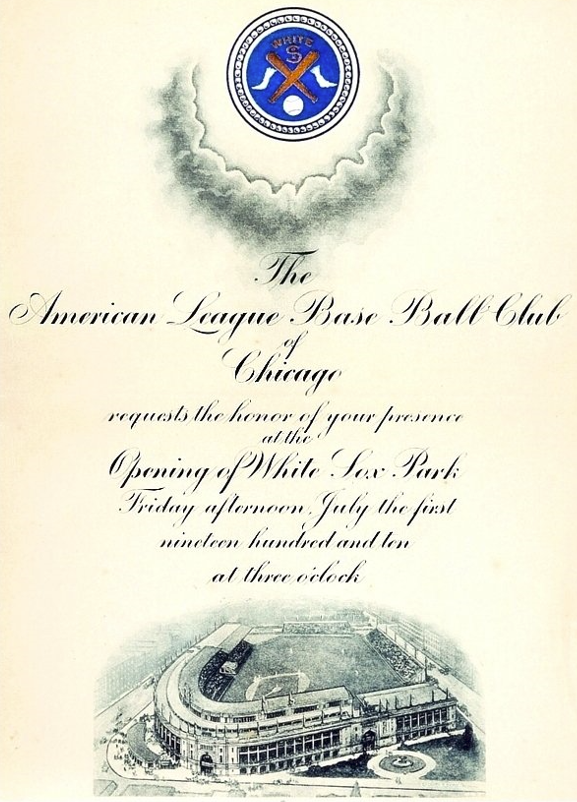 WHITE
S
The
American League Base Ball Club
of
Chicago
requests the honor of your presence
at the
Opening of White Sox Park
Friday afternoon, July the first
nineteen hundred and ten
at three o'clock